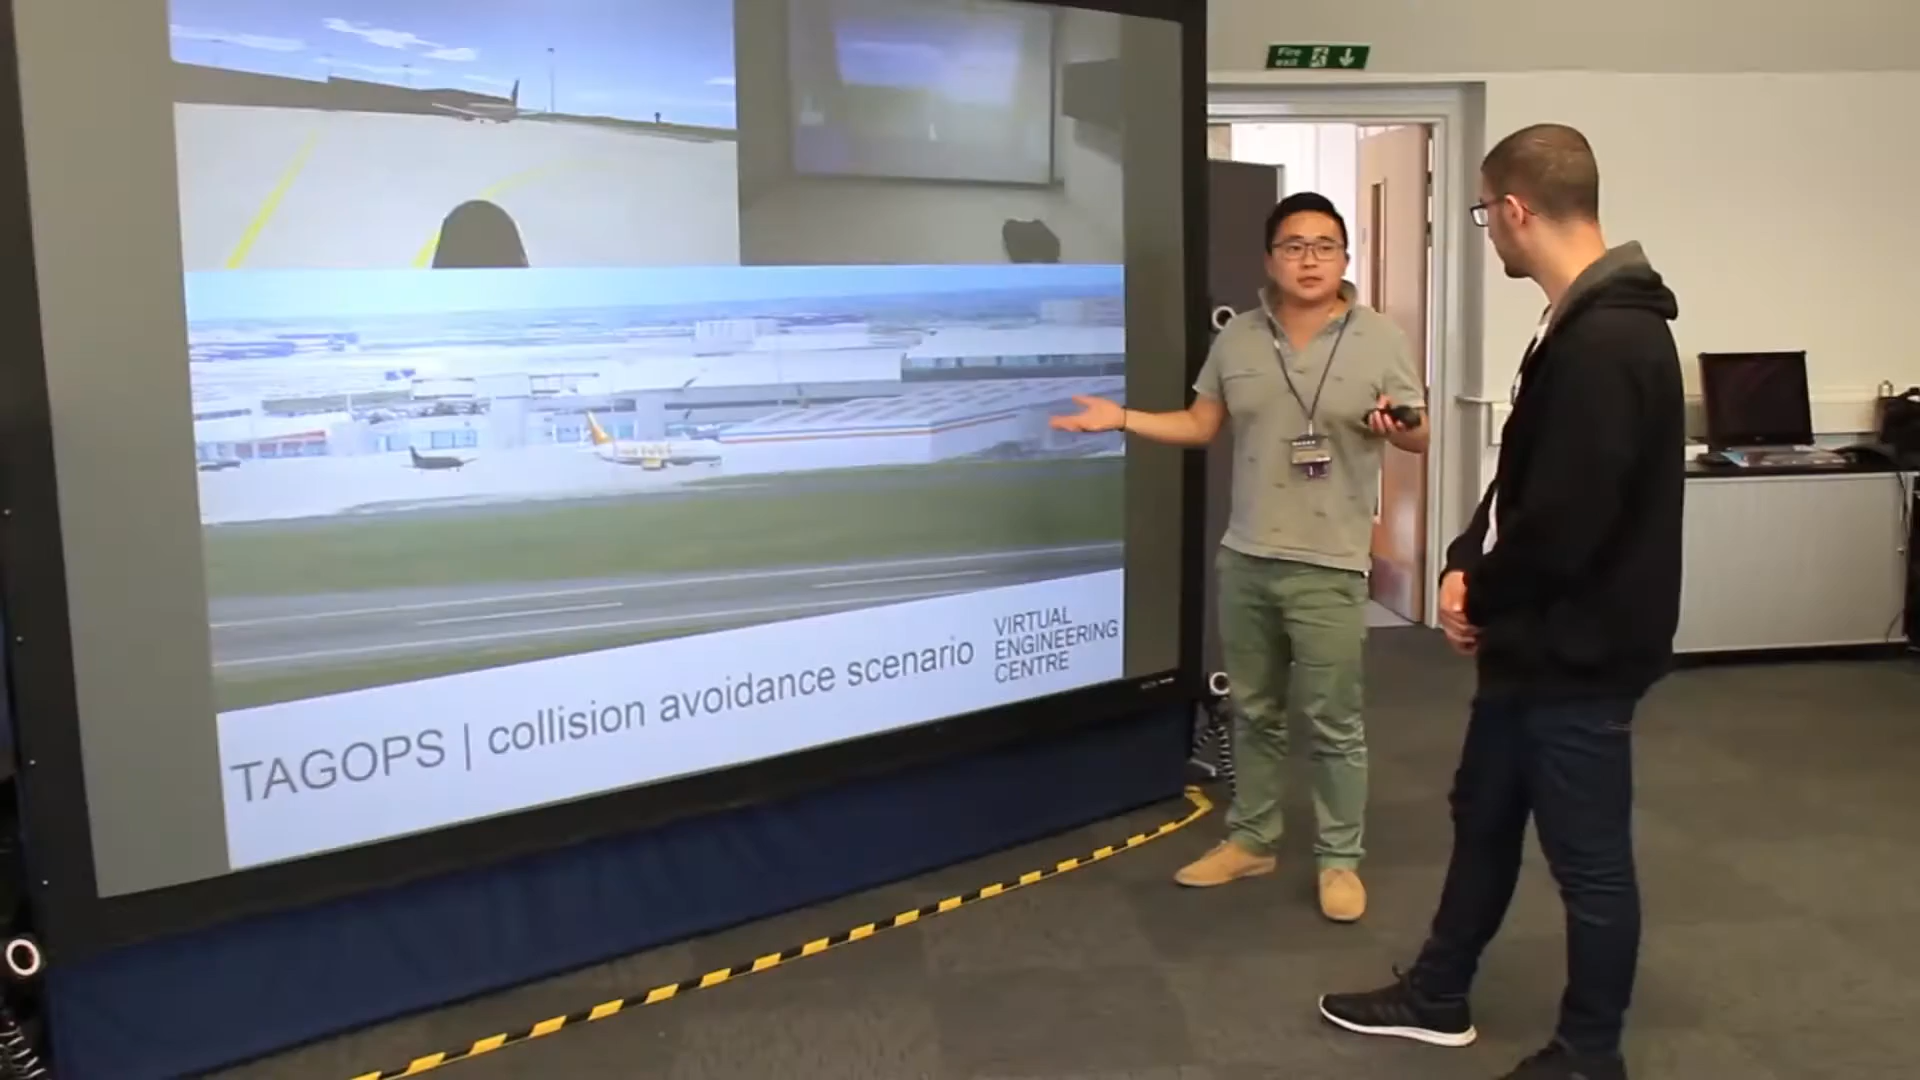 Fire
exit
TAGOPS | collision avoidance scenario
VIRTUAL
ENGINEERING
CENTRE